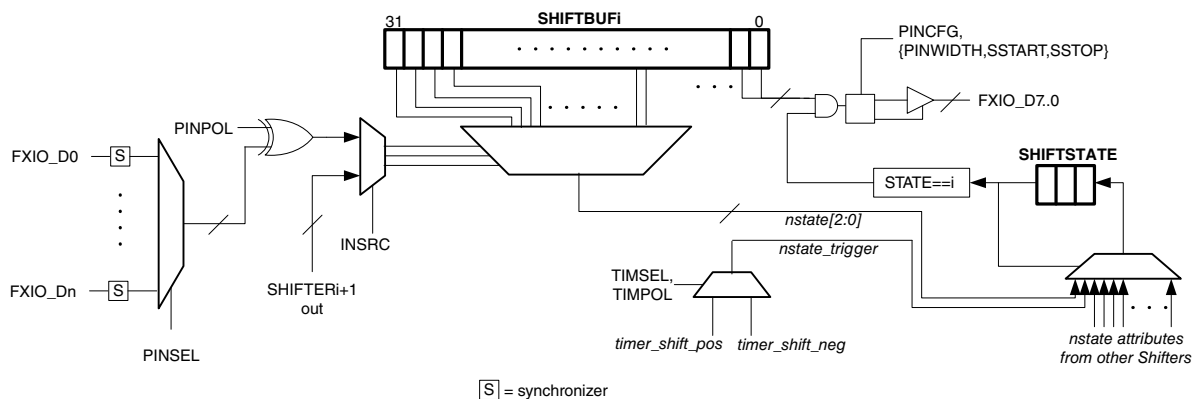 SHIFTBUFi
31
0
PINCFG,
{PINWIDTH,SSTART,SSTOP}
FXIO_D7..0
PINPOL
FXIO_D0
S
SHIFTSTATE
STATE==i
nstate[2:0]
INSRC
nstate_trigger
TIMSEL,
TIMPOL
SHIFTERi+1
out
FXIO_Dn
S
PINSEL
timer_shift_pos
timer_shift_neg
nstate attributes
from other Shifters
S = synchronizer